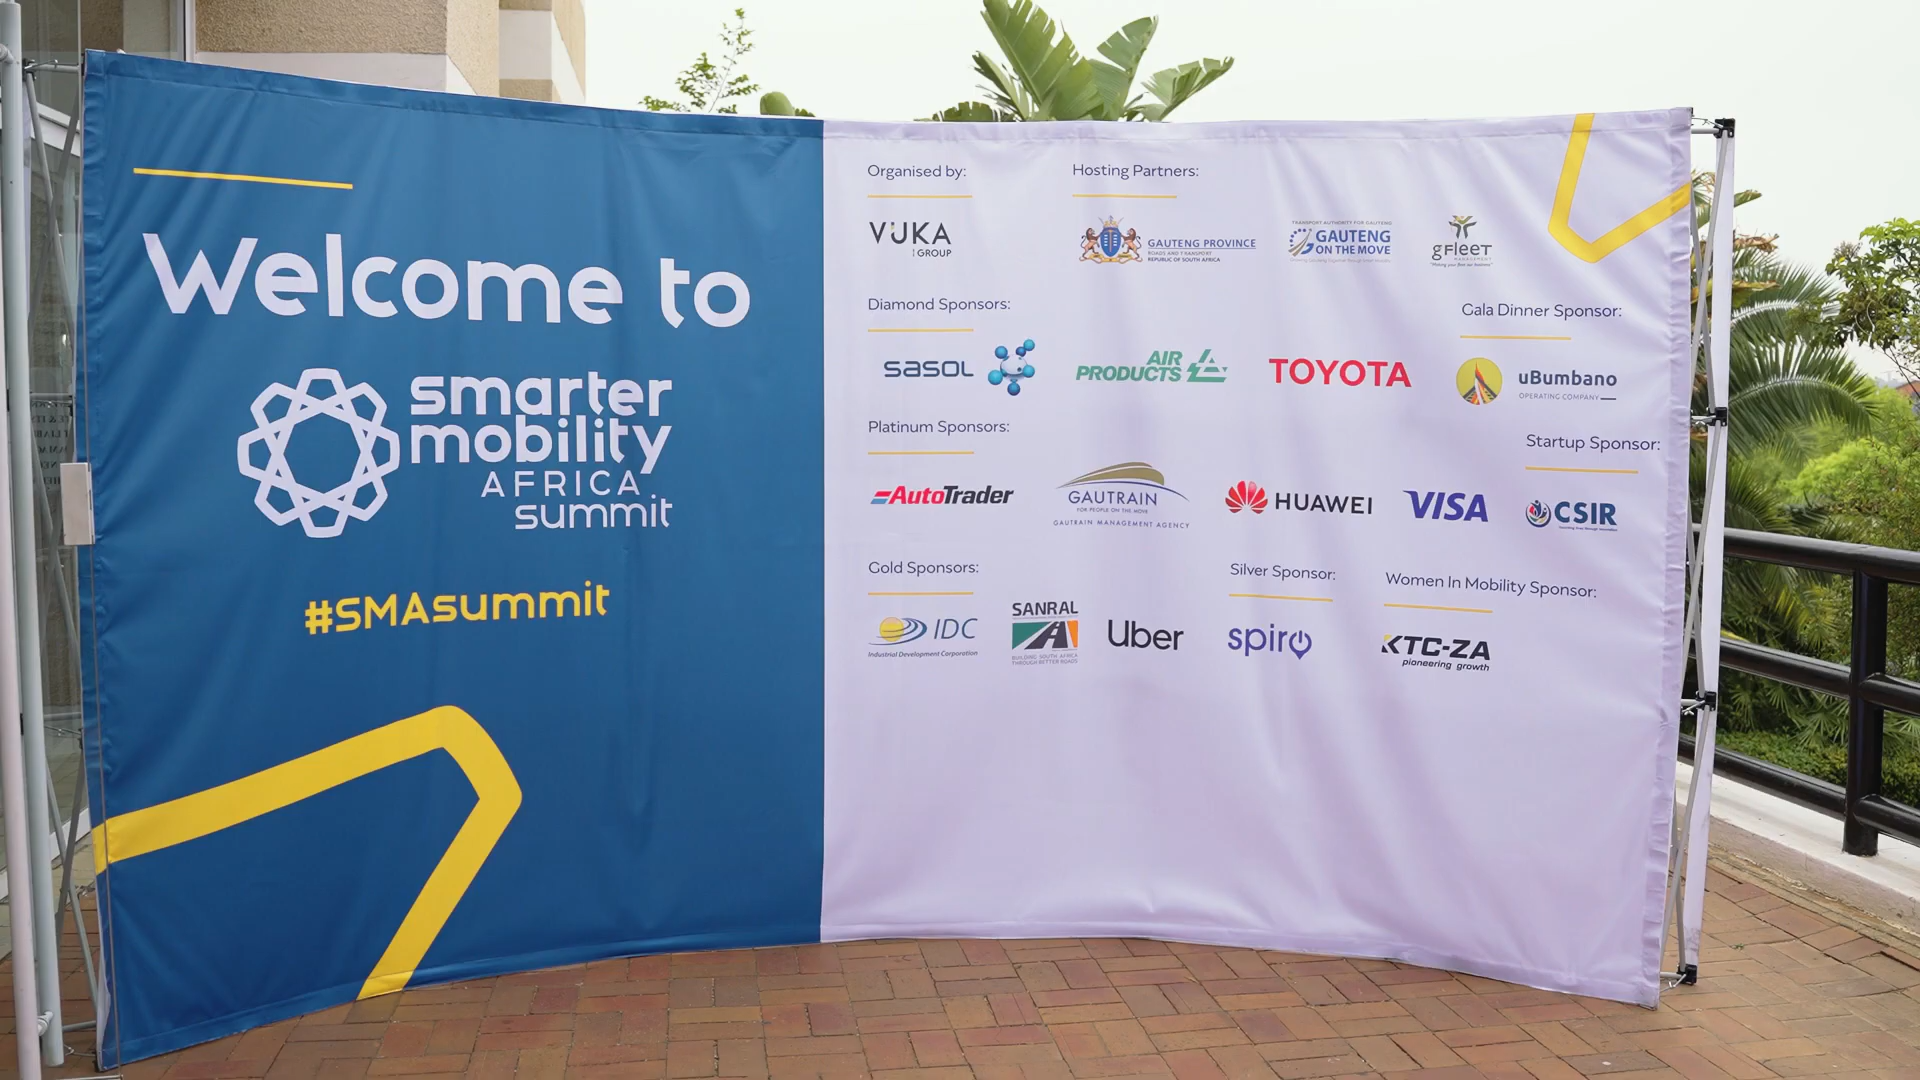 Welcome to
smarter
mobility
AFRICA
summit
#SMAsummit
Organised by:
VUKA
GROUP
Hosting Partners:
GAUTENG PROVINCE
ROADS AND TRANSPORT
REPUBLIC OF SOUTH AFRICA
TRANSPORT AUTHORITY FOR GAUTENG
GAUTENG
ON THE MOVE
gFleeT
MANAGEMENT
Diamond Sponsors:
sasol
AIR
PRODUCTS
TOYOTA
Gala Dinner Sponsor:
uBumbano
OPERATING COMPANY
Platinum Sponsors:
AutoTrader
GAUTRAIN
FOR PEOPLE ON THE MOVE
GAUTRAIN MANAGEMENT AGENCY
HUAWEI
VISA
Startup Sponsor:
CSIR
Gold Sponsors:
IDC
Industrial Development Corporation
SANRAL
BUILDING SOUTH AFRICA
THROUGH BETTER ROADS
Uber
Silver Sponsor:
spiro
Women In Mobility Sponsor:
KTC-ZA
pioneering growth